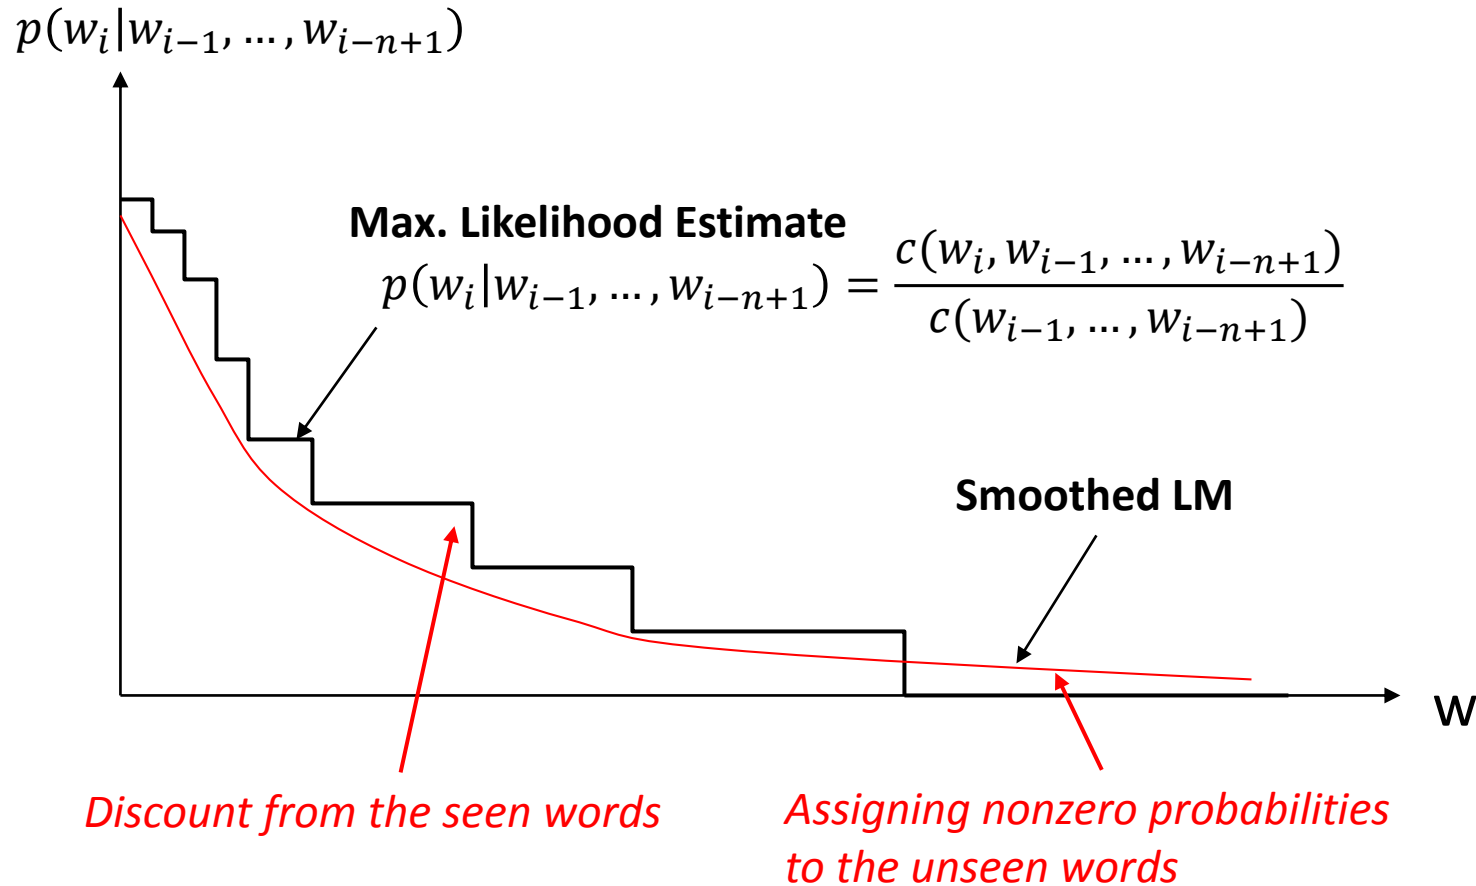 p(w_i|w_{i−1}, … , w_{i−n+1})
Max. Likelihood Estimate
p(w_i|w_{i−1}, … , w_{i−n+1}) = \frac{c(w_i, w_{i−1}, … , w_{i−n+1})}{c(w_{i−1}, … , w_{i−n+1})}
Smoothed LM
w
Discount from the seen words
Assigning nonzero probabilities
to the unseen words